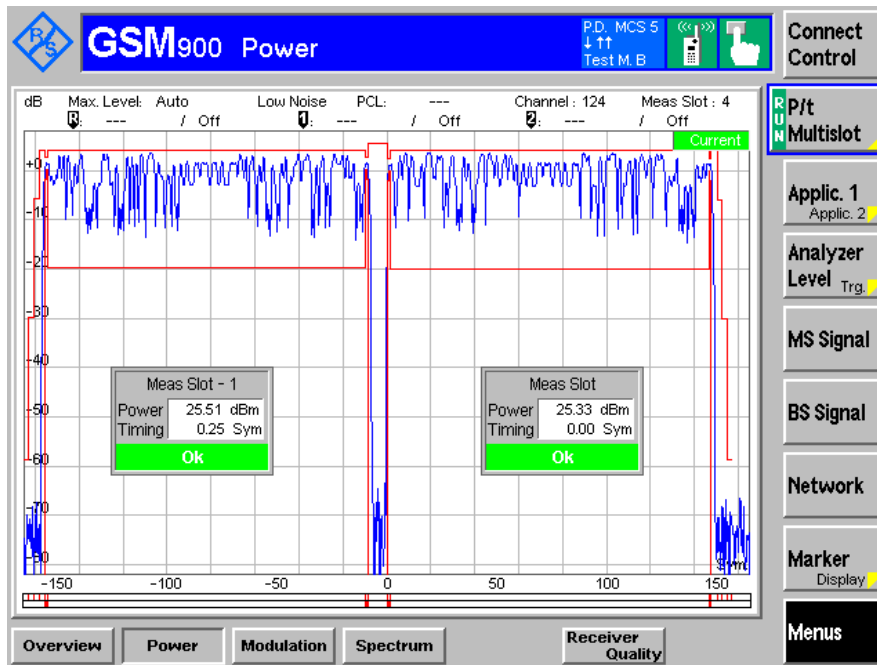 R/S
GSM900 Power
P.D. MCS 5
↓ ↑↑
Test M. B
Connect
Control
dB Max. Level: Auto Low Noise PCL: --- Channel : 124 Meas Slot : 4
R: --- / Off 1: --- / Off 2: --- / Off
RUN
P/t
Multislot
Current
+0
-10
-20
-30
-40
-50
-60
-70
-80
Applic. 1
Applic. 2
Analyzer
Level Trg.
MS Signal
BS Signal
Network
Marker
Display
Menus
Meas Slot - 1
Power 25.51 dBm
Timing 0.25 Sym
Ok
Meas Slot
Power 25.33 dBm
Timing 0.00 Sym
Ok
Sym
-150 -100 -50 0 50 100 150
Overview Power Modulation Spectrum Receiver
Quality